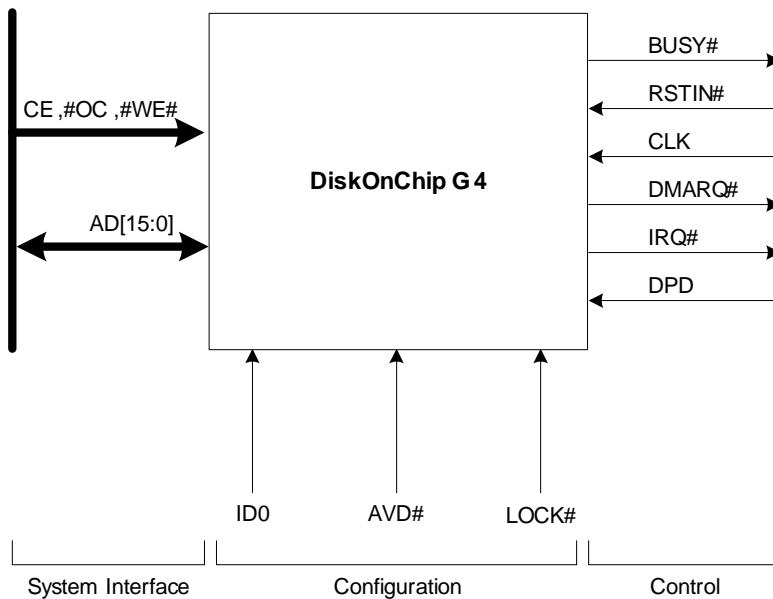 BUSY#
RSTIN#
CE ,#OC ,#WE#
CLK
DiskOnChip G 4
DMARQ#
AD[15:0]
IRQ#
DPD
ID0
AVD#
LOCK#
System Interface
Configuration
Control